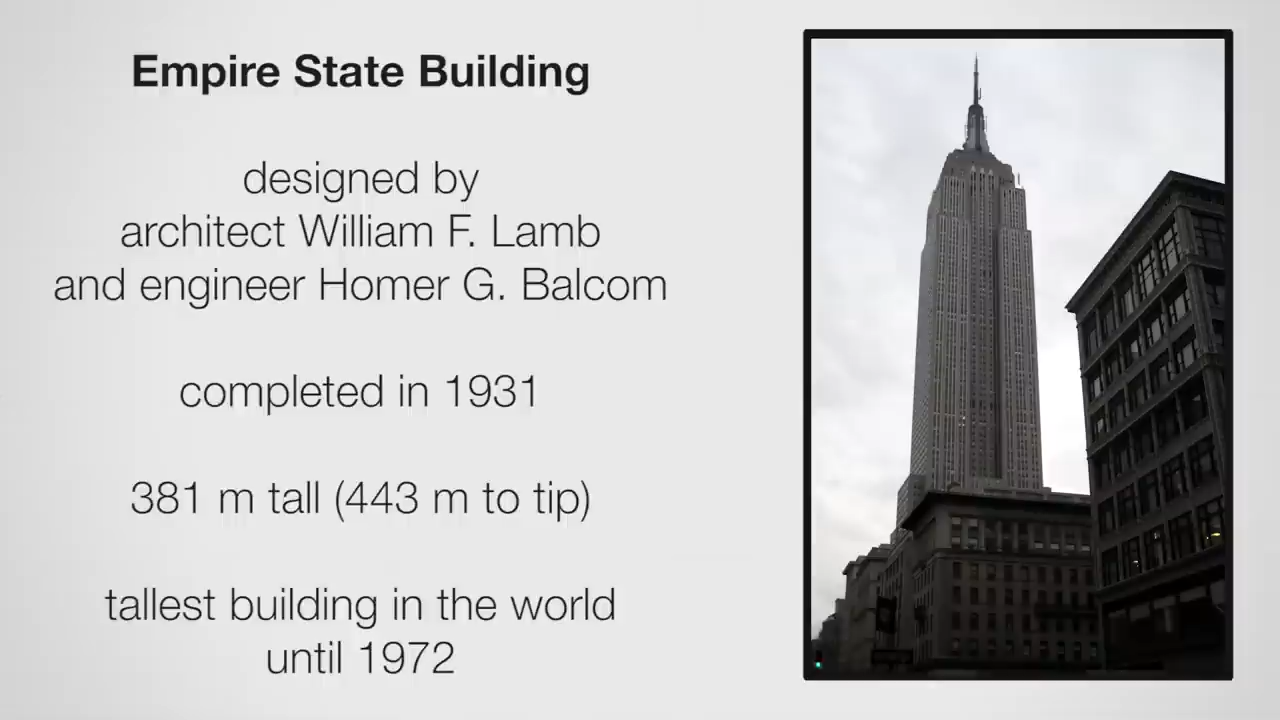 Empire State Building
designed by
architect William F. Lamb
and engineer Homer G. Balcom
completed in 1931
381 m tall (443 m to tip)
tallest building in the world
until 1972